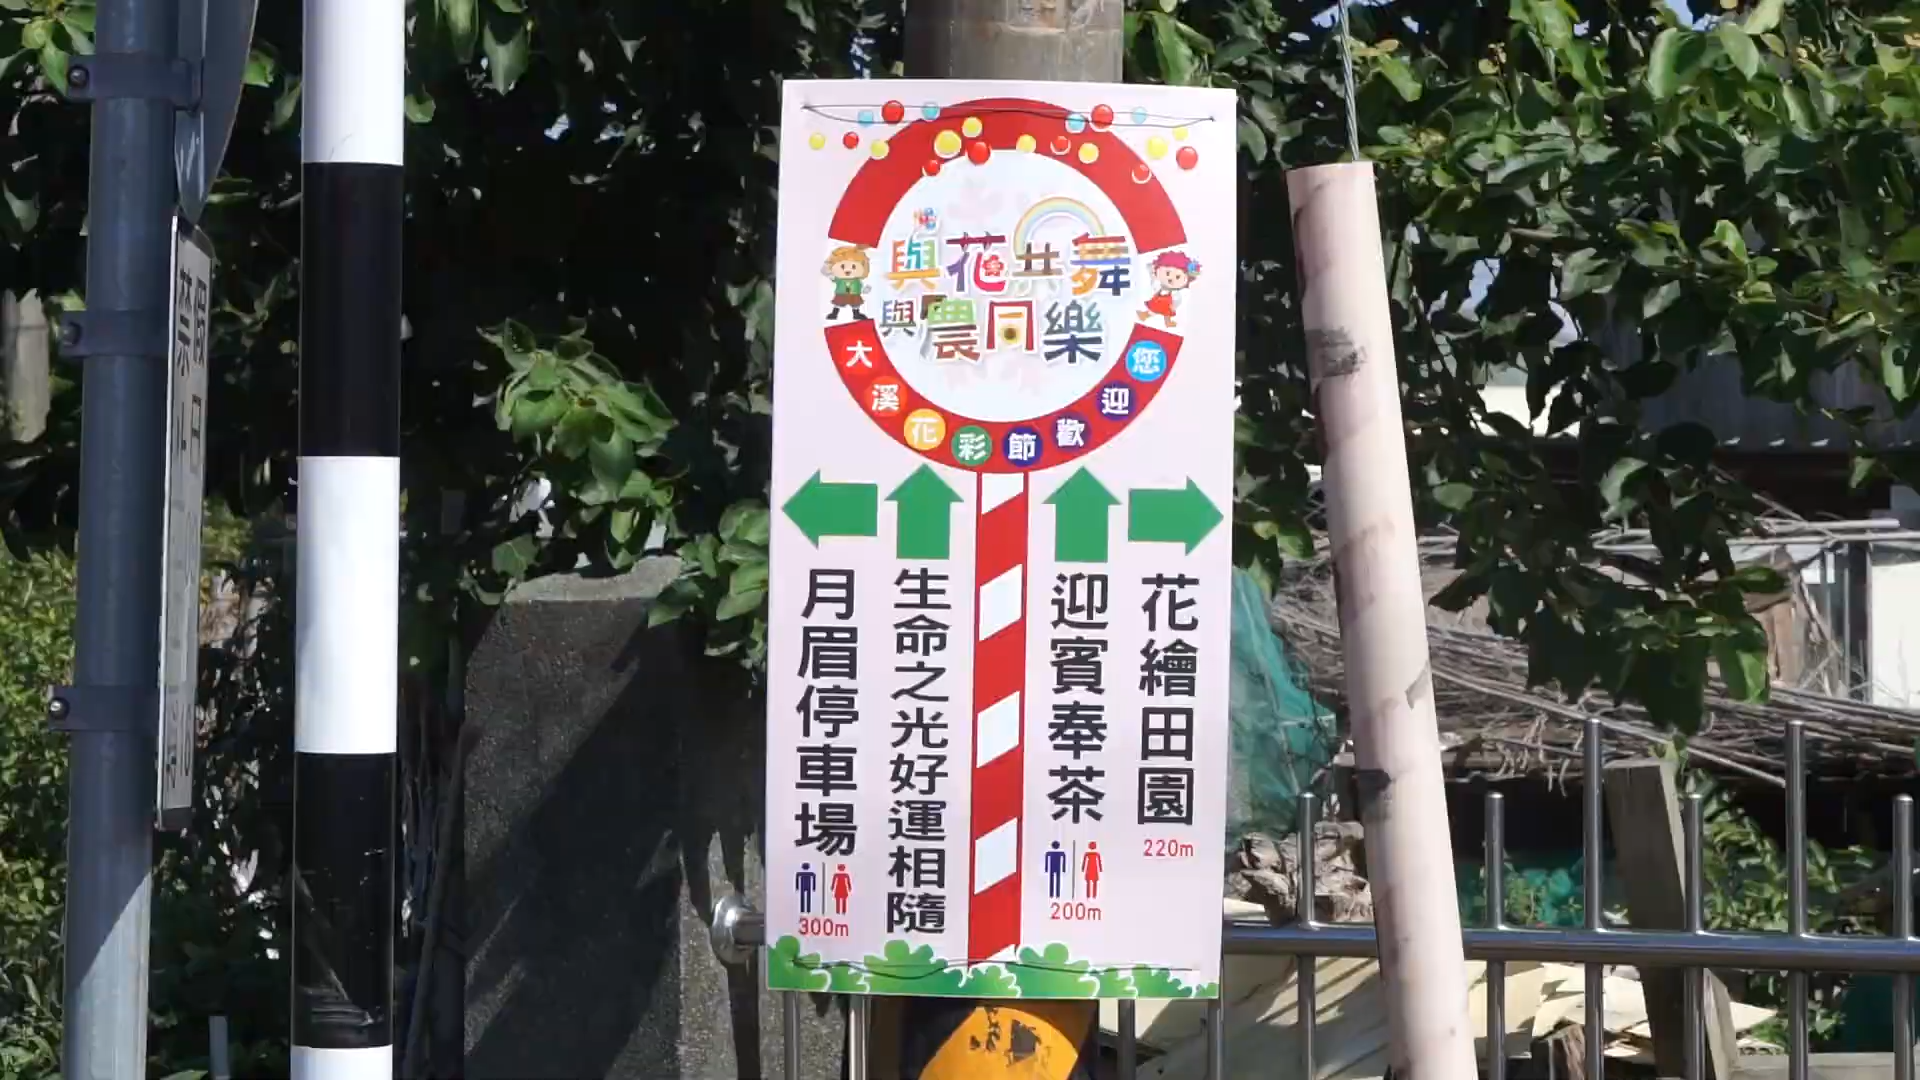 與花共舞
與農同樂
大溪花彩節歡迎您
月眉停車場
300m
生命之光好運相隨
迎賓奉茶
200m
花繪田園
220m